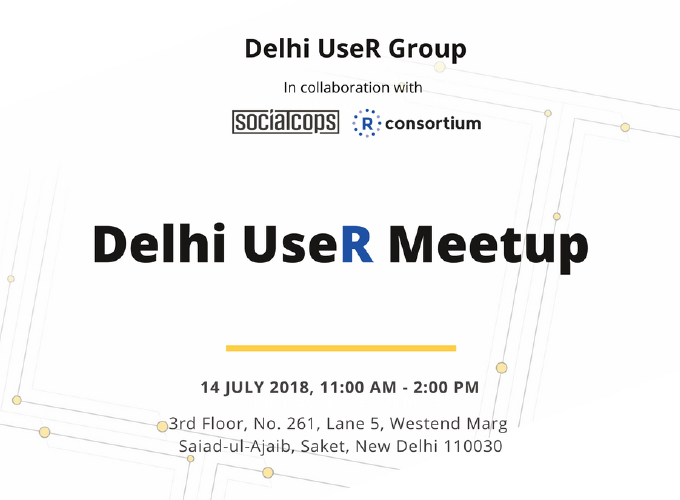 Delhi UseR Group
In collaboration with
socialcops R consortium
Delhi UseR Meetup
14 JULY 2018, 11:00 AM - 2:00 PM
3rd Floor, No. 261, Lane 5, Westend Marg
Saiad-ul-Ajaib, Saket, New Delhi 110030